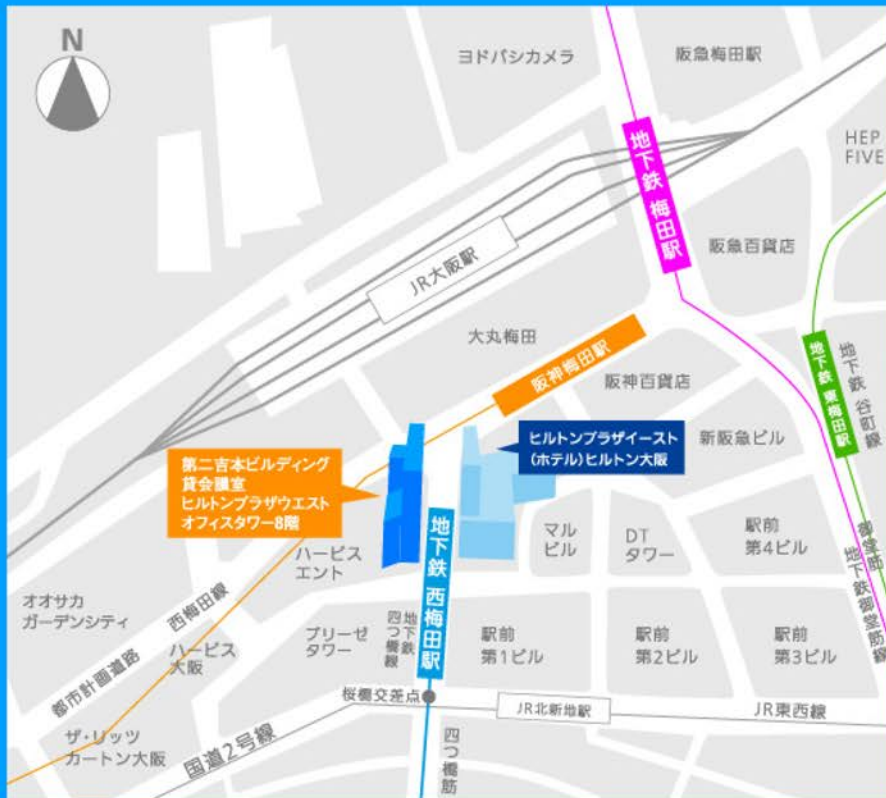 N
ヨドバシカメラ
阪急梅田駅
HEP
FIVE
地下鉄 梅田駅
JR大阪駅
阪急百貨店
大丸梅田
阪神梅田駅
阪神百貨店
地下鉄 東梅田駅
地下鉄 谷町線
ヒルトンプラザイースト
(ホテル)ヒルトン大阪
新阪急ビル
第二吉本ビルディング
貸会議室
ヒルトンプラザウエスト
オフィスタワー8階
地下鉄 西梅田駅
マル
ビル
DT
タワー
駅前
第4ビル
御堂筋
地下鉄御堂筋線
ハービス
エント
オオサカ
ガーデンシティ
西梅田線
都市計画道路
ハービス
大阪
ブリーゼ
タワー
地下鉄
四つ橋線
駅前
第1ビル
駅前
第2ビル
駅前
第3ビル
桜橋交差点
JR北新地駅
JR東西線
ザ・リッツ
カートン大阪
国道2号線
四つ橋筋